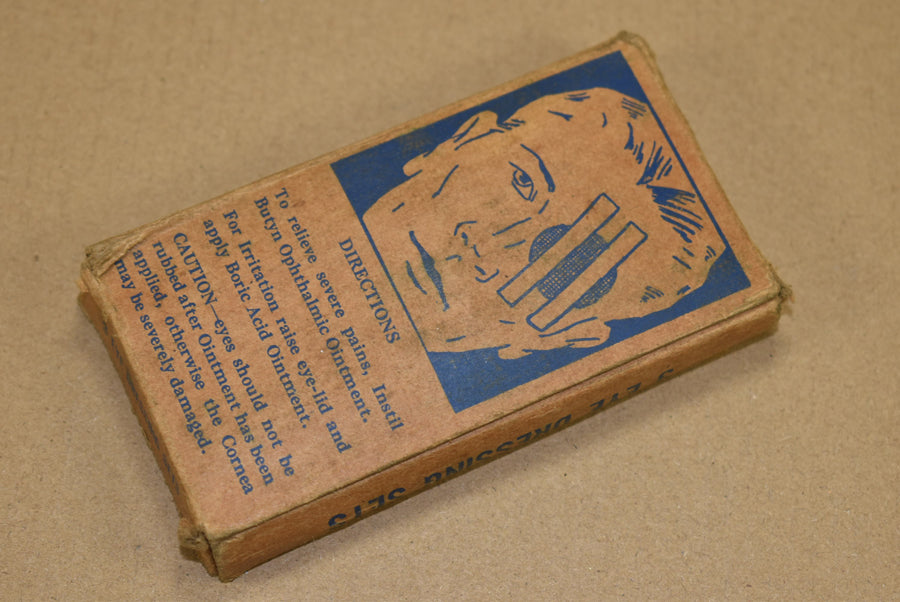 DIRECTIONS
To relieve severe pains, Instil
Butyn Ophthalmic Ointment.
For Irritation raise eye-lid and
apply Boric Acid Ointment.
CAUTION—eyes should not be
rubbed after Ointment has been
applied, otherwise the Cornea
may be severely damaged.
3 EYE DRESSING SETS